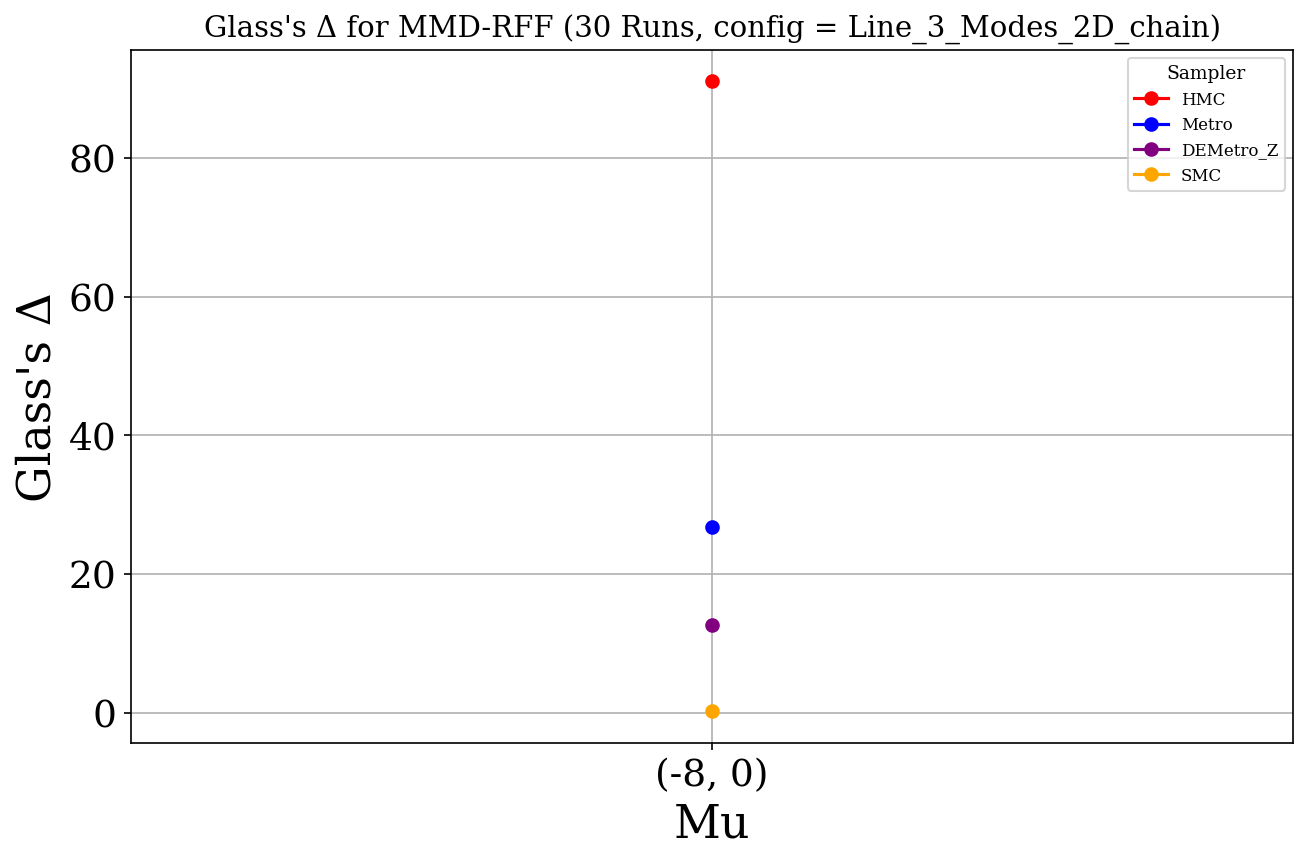 Glass's Δ for MMD-RFF (30 Runs, config = Line_3_Modes_2D_chain)
Sampler
HMC
Metro
DEMetro_Z
SMC
Glass's Δ
80
60
40
20
0
(-8, 0)
Mu